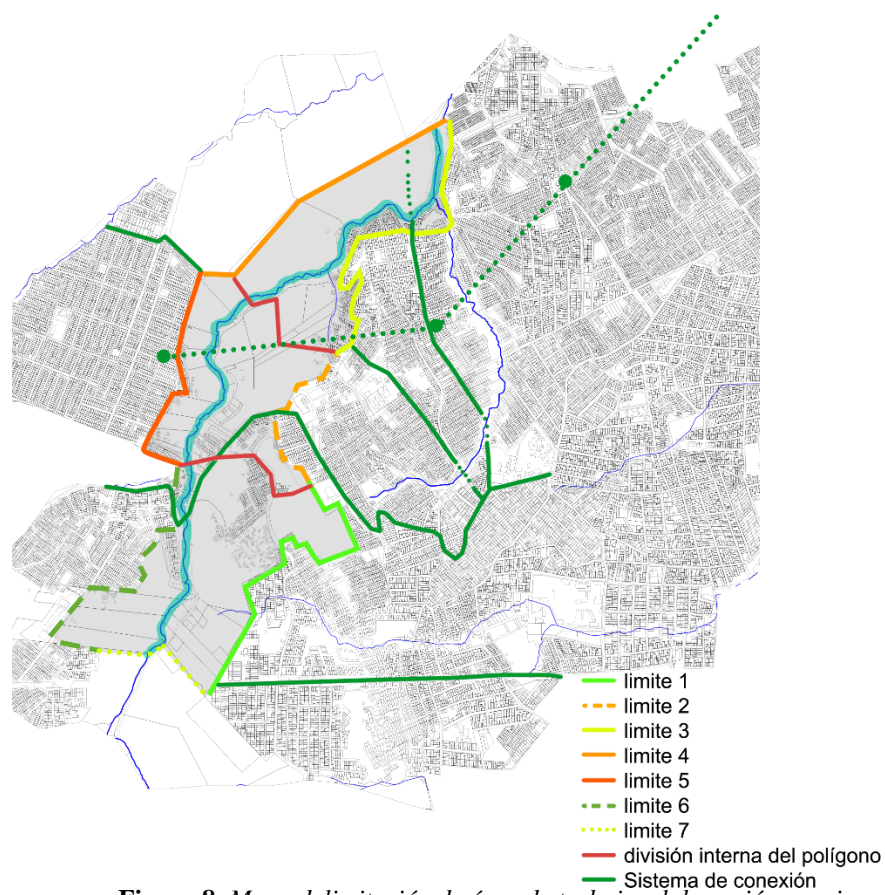 limite 1
limite 2
limite 3
limite 4
limite 5
limite 6
limite 7
división interna del polígono
Sistema de conexión